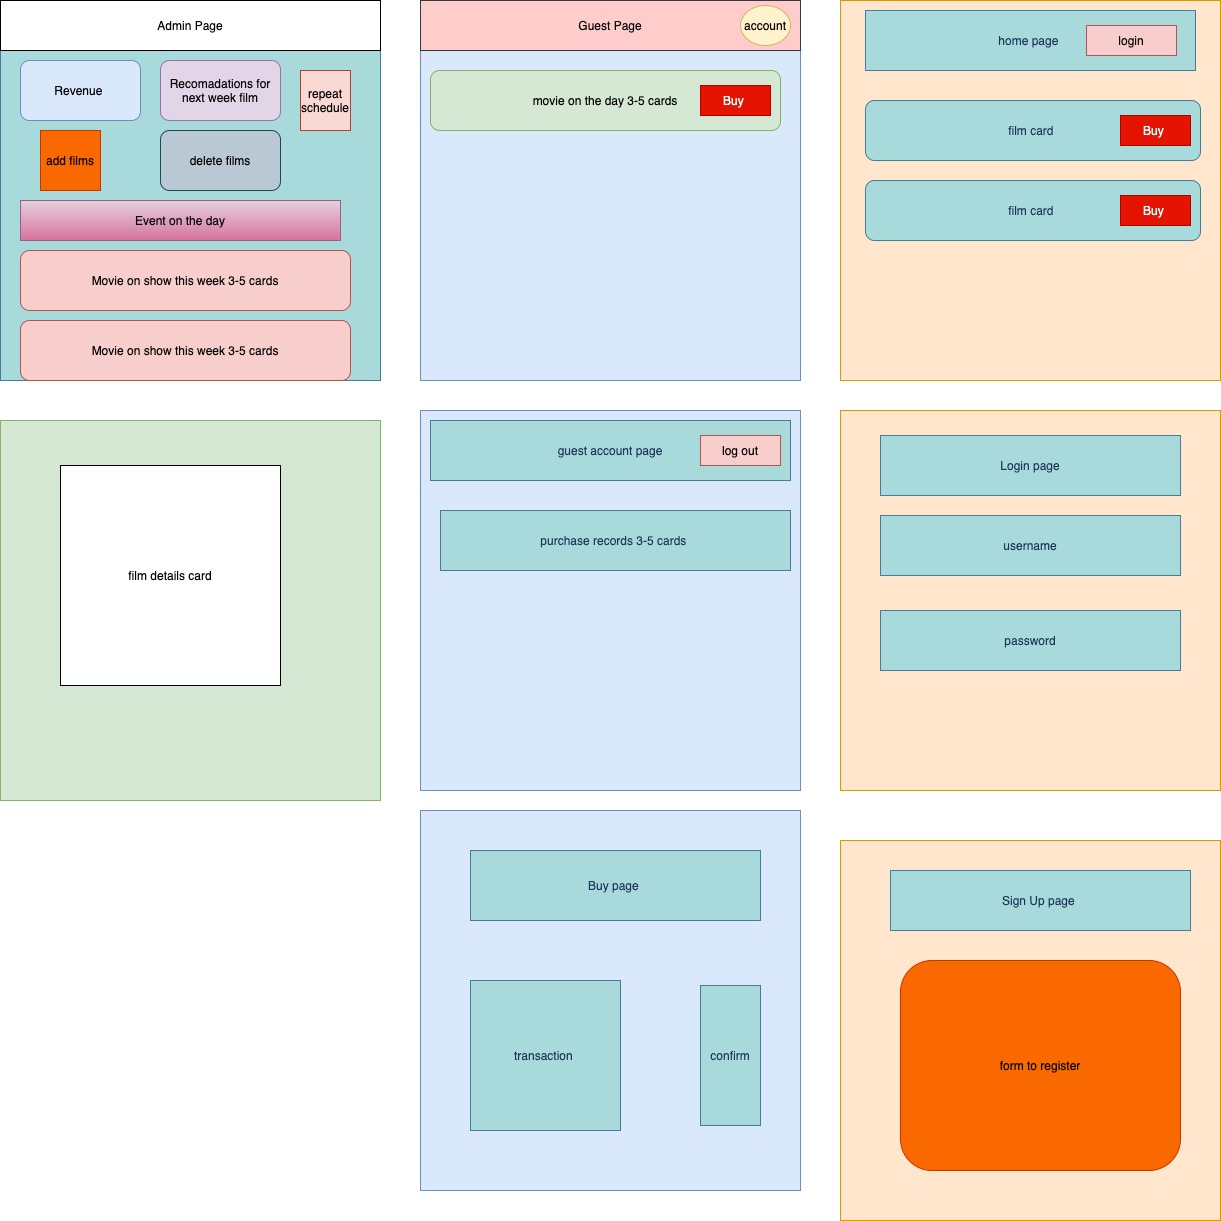 Admin Page
Revenue
Recomadations for
next week film
repeat
schedule
add films
delete films
Event on the day
Movie on show this week 3-5 cards
Movie on show this week 3-5 cards
Guest Page
account
movie on the day 3-5 cards
Buy
home page
login
film card
Buy
film card
Buy
film details card
guest account page
log out
purchase records 3-5 cards
Login page
username
password
Buy page
transaction
confirm
Sign Up page
form to register